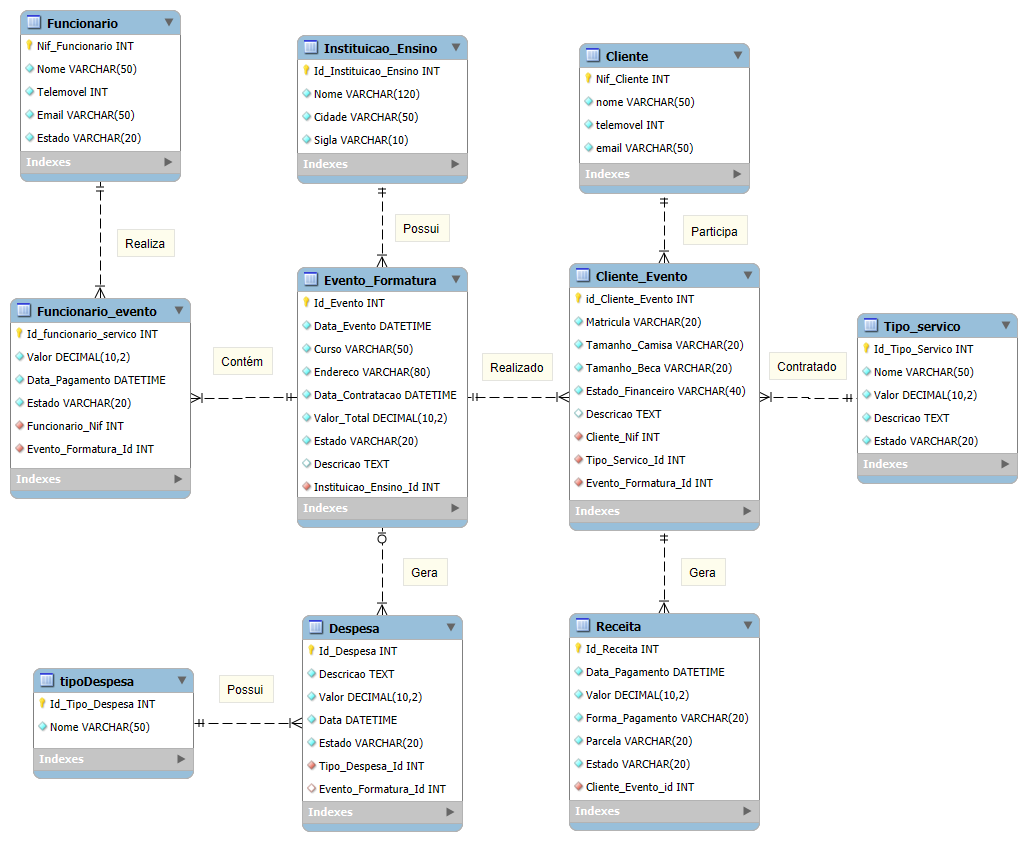 Funcionario
Nif_Funcionario INT
Nome VARCHAR(50)
Telemovel INT
Email VARCHAR(50)
Estado VARCHAR(20)
Indexes
Instituicao_Ensino
Id_Instituicao_Ensino INT
Nome VARCHAR(120)
Cidade VARCHAR(50)
Sigla VARCHAR(10)
Indexes
Cliente
Nif_Cliente INT
nome VARCHAR(50)
telemovel INT
email VARCHAR(50)
Indexes
Realiza
Possui
Participa
Funcionario_evento
Id_funcionario_servico INT
Valor DECIMAL(10,2)
Data_Pagamento DATETIME
Estado VARCHAR(20)
Funcionario_Nif INT
Evento_Formatura_Id INT
Indexes
Contém
Evento_Formatura
Id_Evento INT
Data_Evento DATETIME
Curso VARCHAR(50)
Endereco VARCHAR(80)
Data_Contratacao DATETIME
Valor_Total DECIMAL(10,2)
Estado VARCHAR(20)
Descricao TEXT
Instituicao_Ensino_Id INT
Indexes
Realizado
Cliente_Evento
id_Cliente_Evento INT
Matricula VARCHAR(20)
Tamanho_Camisa VARCHAR(20)
Tamanho_Beca VARCHAR(20)
Estado_Financeiro VARCHAR(40)
Descricao TEXT
Cliente_Nif INT
Tipo_Servico_Id INT
Evento_Formatura_Id INT
Indexes
Contratado
Tipo_servico
Id_Tipo_Servico INT
Nome VARCHAR(50)
Valor DECIMAL(10,2)
Descricao TEXT
Estado VARCHAR(20)
Indexes
Gera
Gera
tipoDespesa
Id_Tipo_Despesa INT
Nome VARCHAR(50)
Indexes
Possui
Despesa
Id_Despesa INT
Descricao TEXT
Valor DECIMAL(10,2)
Data DATETIME
Estado VARCHAR(20)
Tipo_Despesa_Id INT
Evento_Formatura_Id INT
Indexes
Receita
Id_Receita INT
Data_Pagamento DATETIME
Valor DECIMAL(10,2)
Forma_Pagamento VARCHAR(20)
Parcela VARCHAR(20)
Estado VARCHAR(20)
Cliente_Evento_id INT
Indexes